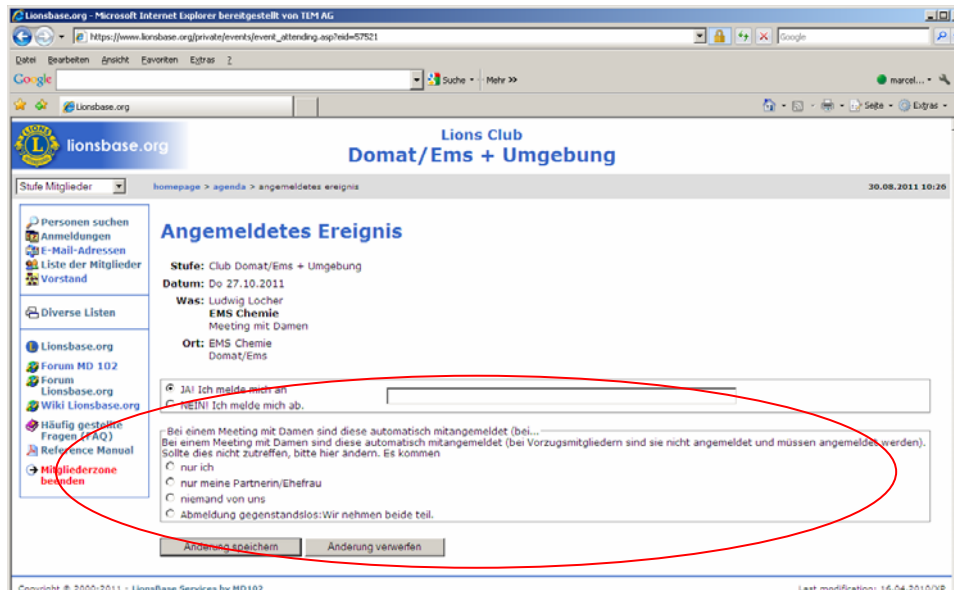 Lionsbase.org - Microsoft Internet Explorer bereitgestellt von TEM AG
https://www.lionsbase.org/private/events/event_attending.asp?eid=57521
Google
Datei Bearbeiten Ansicht Favoriten Extras ?
Google Suche Mehr >> marcel...
Lionsbase.org Seite Extras
LIONS
L
lionsbase.org
Lions Club
Domat/Ems + Umgebung
Stufe Mitglieder
homepage > agenda > angemeldetes ereignis
30.08.2011 10:26
Personen suchen
Anmeldungen
E-Mail-Adressen
Liste der Mitglieder
Vorstand
Diverse Listen
Lionsbase.org
Forum MD 102
Forum
Lionsbase.org
Wiki Lionsbase.org
Häufig gestellte
Fragen (FAQ)
Reference Manual
Mitgliederzone
beenden
Angemeldetes Ereignis
Stufe: Club Domat/Ems + Umgebung
Datum: Do 27.10.2011
Was: Ludwig Locher
EMS Chemie
Meeting mit Damen
Ort: EMS Chemie
Domat/Ems
JA! Ich melde mich an
NEIN! Ich melde mich ab.
Bei einem Meeting mit Damen sind diese automatisch mitangemeldet (bei...
Bei einem Meeting mit Damen sind diese automatisch mitangemeldet (bei Vorzugsmitgliedern sind sie nicht angemeldet und müssen angemeldet werden).
Sollte dies nicht zutreffen, bitte hier ändern. Es kommen
nur ich
nur meine Partnerin/Ehefrau
niemand von uns
Abmeldung gegenstandslos:Wir nehmen beide teil.
Änderung speichern Änderung verwerfen
Copyright © 2000-2011 - LionsBase Services by MD102
Last modification: 16.04.2010/XP